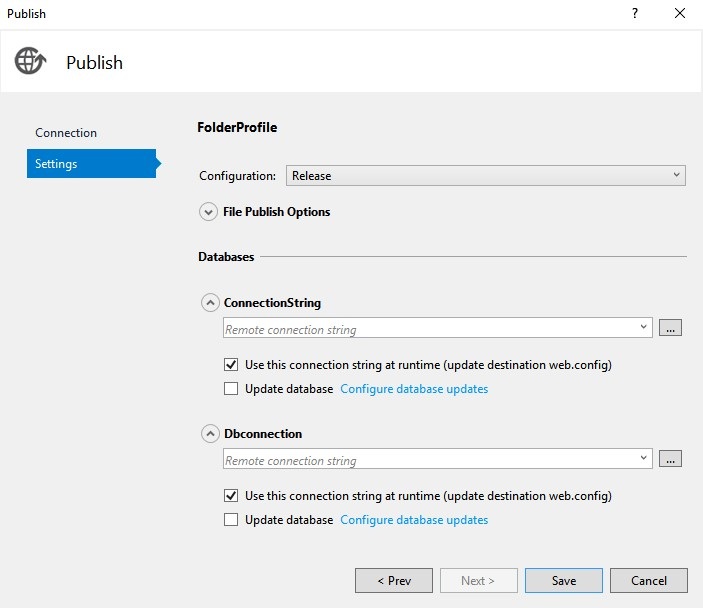 Publish
?
Publish
Connection
Settings
FolderProfile
Configuration: Release
File Publish Options
Databases
ConnectionString
Remote connection string ...
Use this connection string at runtime (update destination web.config)
Update database Configure database updates
Dbconnection
Remote connection string ...
Use this connection string at runtime (update destination web.config)
Update database Configure database updates
< Prev Next > Save Cancel